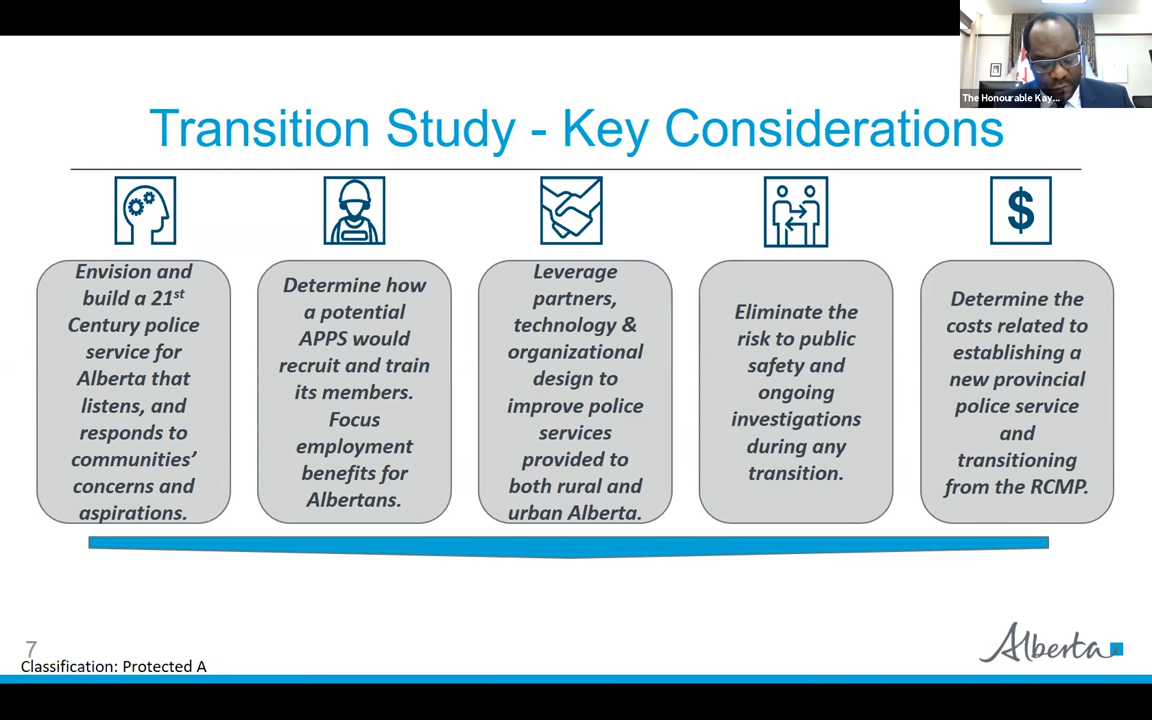 The Honourable Kay...
Transition Study - Key Considerations
$
Envision and
build a 21st
Century police
service for
Alberta that
listens, and
responds to
communities’
concerns and
aspirations.
Determine how
a potential
APPS would
recruit and train
its members.
Focus
employment
benefits for
Albertans.
Leverage
partners,
technology &
organizational
design to
improve police
services
provided to
both rural and
urban Alberta.
Eliminate the
risk to public
safety and
ongoing
investigations
during any
transition.
Determine the
costs related to
establishing a
new provincial
police service
and
transitioning
from the RCMP.
7
Classification: Protected A
Alberta